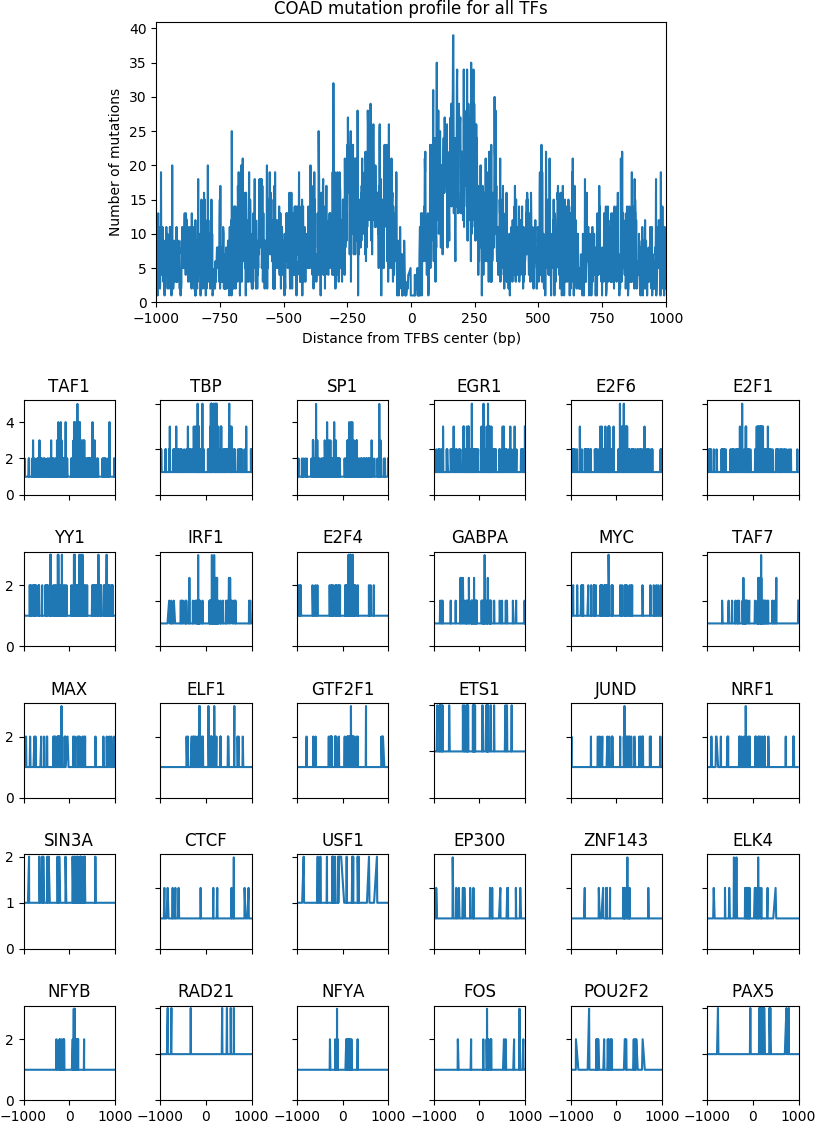 COAD mutation profile for all TFs
40
35
30
25
20
15
10
5
0
Number of mutations
−1000 −750 −500 −250 0 250 500 750 1000
Distance from TFBS center (bp)
TAF1 TBP SP1 EGR1 E2F6 E2F1
4
2
0
YY1 IRF1 E2F4 GABPA MYC TAF7
2
0
MAX ELF1 GTF2F1 ETS1 JUND NRF1
2
0
SIN3A CTCF USF1 EP300 ZNF143 ELK4
2
1
0
NFYB RAD21 NFYA FOS POU2F2 PAX5
2
0
−1000 0 1000 −1000 0 1000 −1000 0 1000 −1000 0 1000 −1000 0 1000 −1000 0 1000